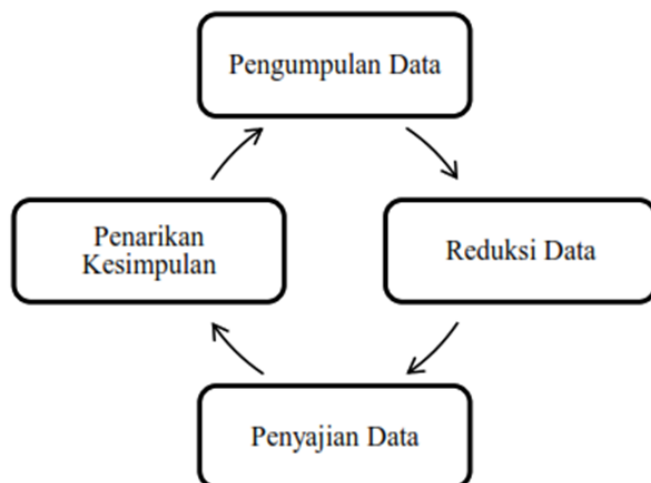 Pengumpulan Data
Penarikan
Kesimpulan
Reduksi Data
Penyajian Data